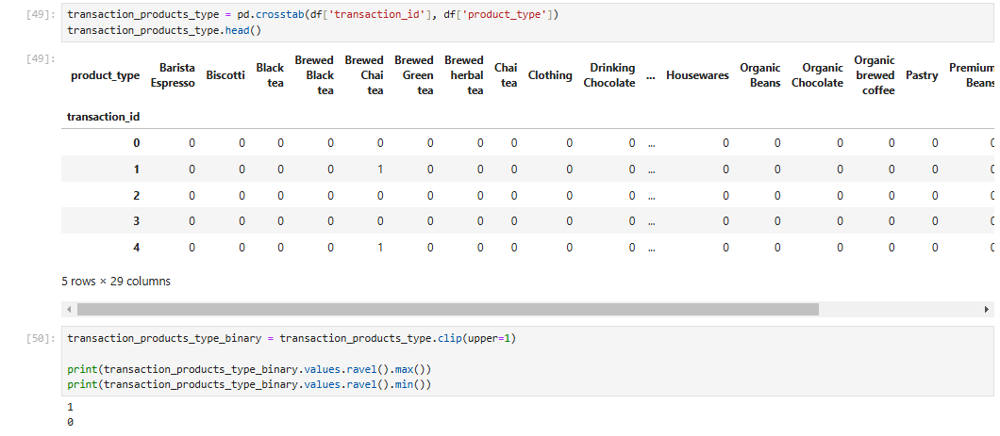 [49]: transaction_products_type = pd.crosstab(df['transaction_id'], df['product_type'])
transaction_products_type.head()
[49]: product_type Barista Espresso Biscotti Black tea Brewed Black tea Brewed Chai tea Brewed Green tea Brewed herbal tea Chai tea Clothing Drinking Chocolate ... Housewares Organic Beans Organic Chocolate Organic brewed coffee Pastry Premium Beans
transaction_id
0 0 0 0 0 0 0 0 0 0 0 ... 0 0 0 0 0 0
1 0 0 0 0 1 0 0 0 0 0 ... 0 0 0 0 0 0
2 0 0 0 0 0 0 0 0 0 0 ... 0 0 0 0 0 0
3 0 0 0 0 0 0 0 0 0 0 ... 0 0 0 0 0 0
4 0 0 0 0 1 0 0 0 0 0 ... 0 0 0 0 0 0
5 rows × 29 columns
[50]: transaction_products_type_binary = transaction_products_type.clip(upper=1)
print(transaction_products_type_binary.values.ravel().max())
print(transaction_products_type_binary.values.ravel().min())
1
0